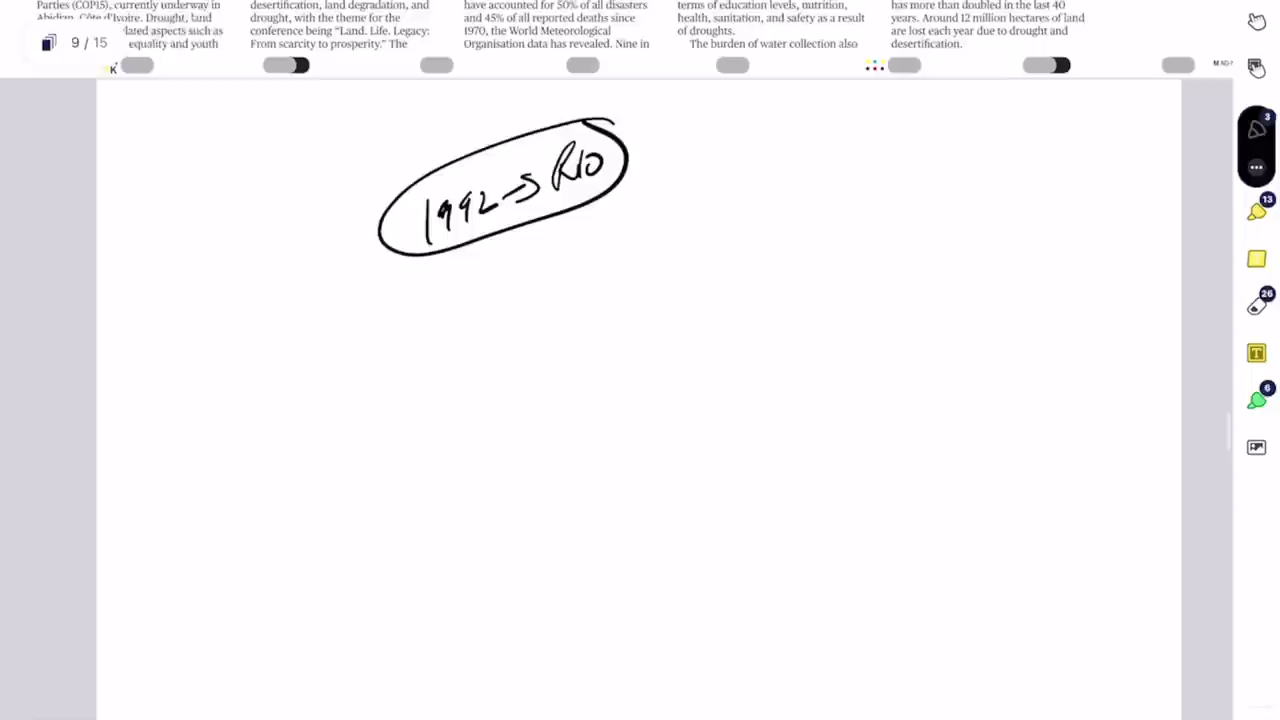 Parties (COP15), currently underway in
Abidjan, Côte d'Ivoire. Drought, land
lated aspects such as
equality and youth
desertification, land degradation, and
drought, with the theme for the
conference being “Land. Life. Legacy:
From scarcity to prosperity.” The
have accounted for 50% of all disasters
and 45% of all reported deaths since
1970, the World Meteorological
Organisation data has revealed. Nine in
terms of education levels, nutrition,
health, sanitation, and safety as a result
of droughts.
The burden of water collection also
has more than doubled in the last 40
years. Around 12 million hectares of land
are lost each year due to drought and
desertification.
9 / 15
K
1992 → RIO
3
13
26
T
6